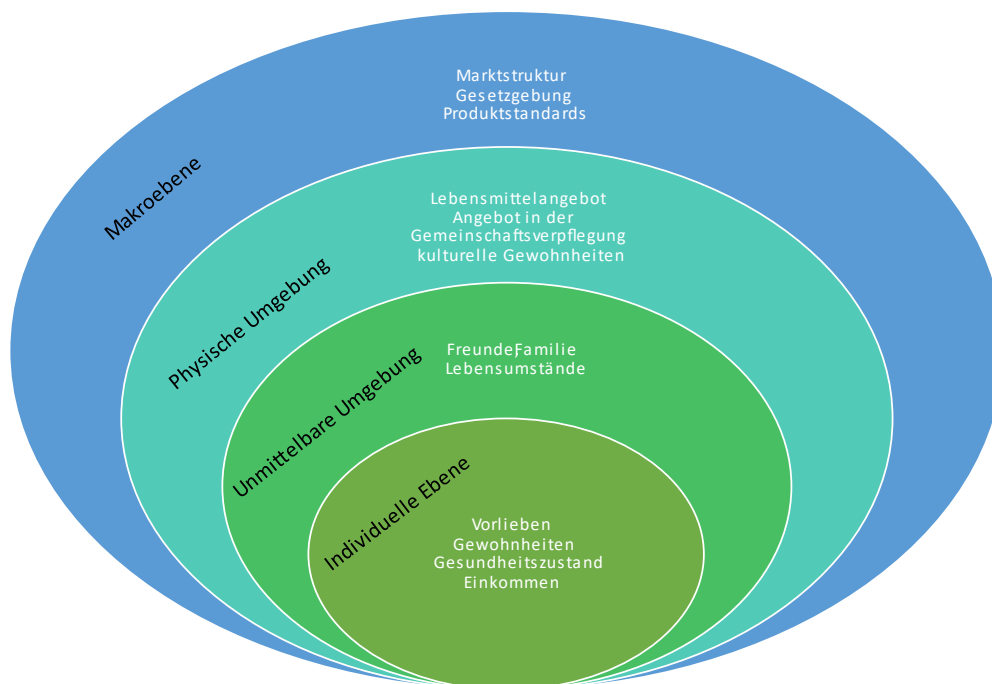 Marktstruktur
Gesetzgebung
Produktstandards
Makroebene
Lebensmittelangebot
Angebot in der
Gemeinschaftsverpflegung
kulturelle Gewohnheiten
Physische Umgebung
Freunde,Familie
Lebensumstände
Unmittelbare Umgebung
Individuelle Ebene
Vorlieben
Gewohnheiten
Gesundheitszustand
Einkommen